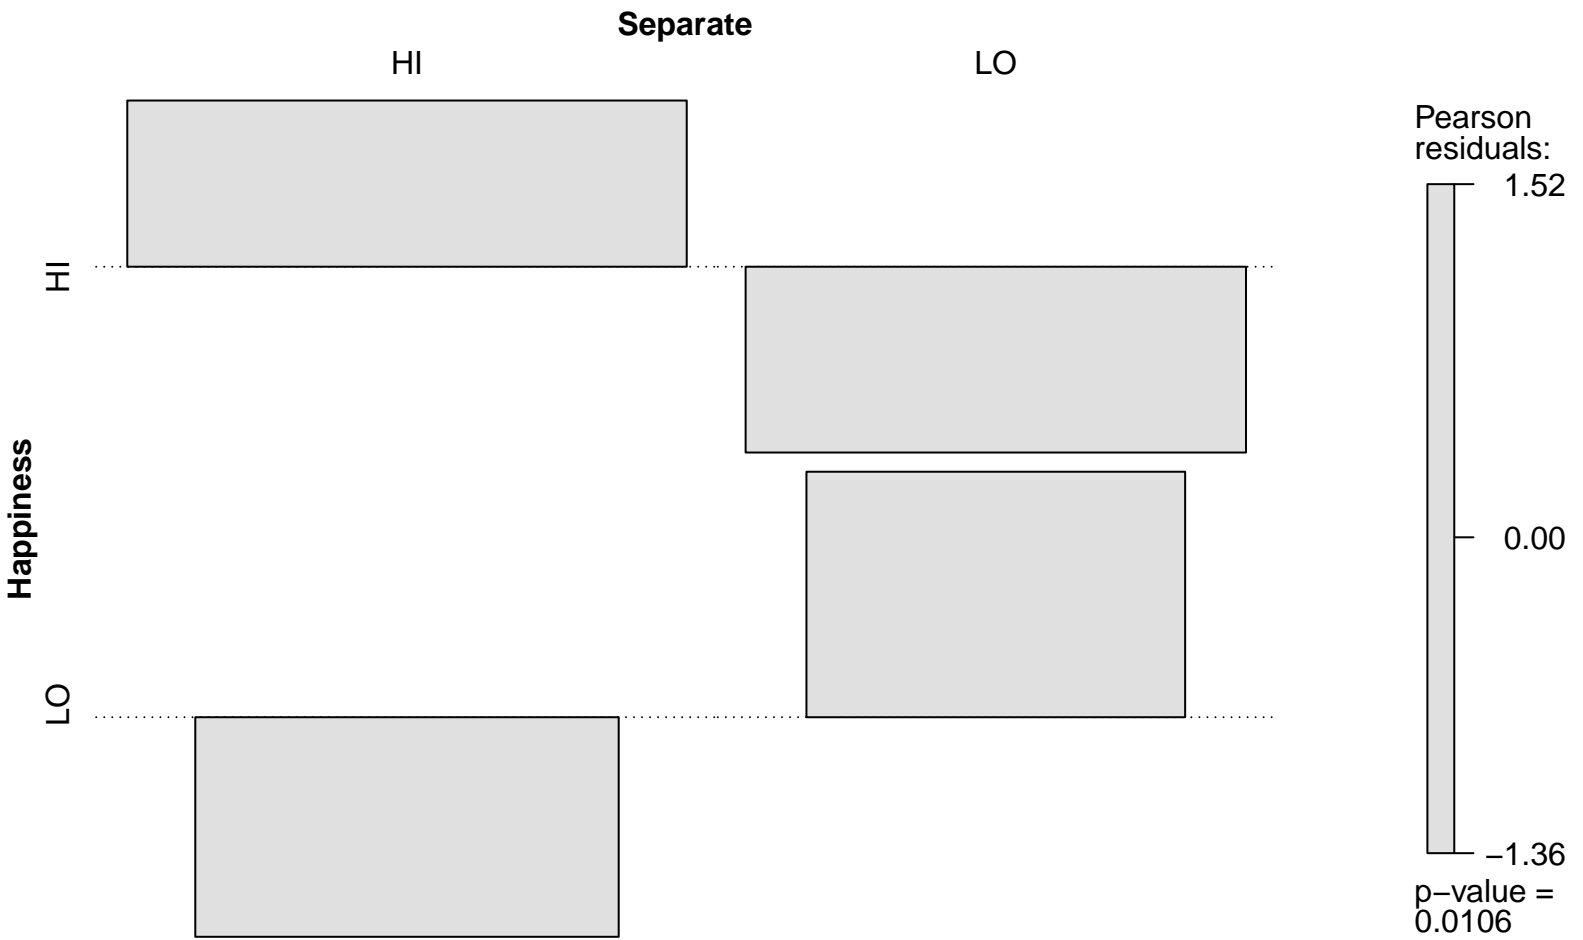 Separate
HI
LO
HI
LO
Happiness
Pearson
residuals:
1.52
0.00
−1.36
p−value =
0.0106